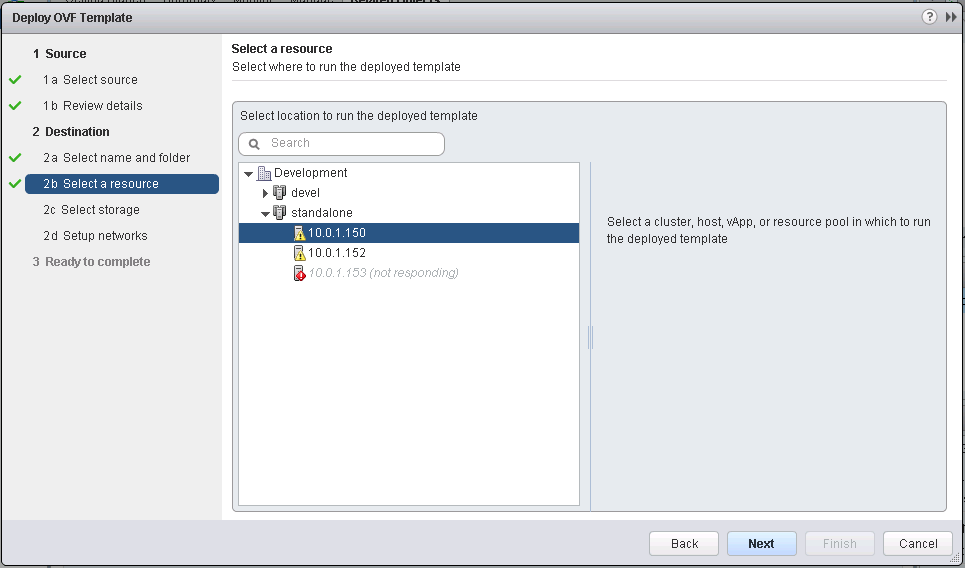 Deploy OVF Template
?
1 Source
1a Select source
1b Review details
2 Destination
2a Select name and folder
2b Select a resource
2c Select storage
2d Setup networks
3 Ready to complete
Select a resource
Select where to run the deployed template
Select location to run the deployed template
Search
Development
devel
standalone
10.0.1.150
10.0.1.152
10.0.1.153 (not responding)
Select a cluster, host, vApp, or resource pool in which to run
the deployed template
Back
Next
Finish
Cancel